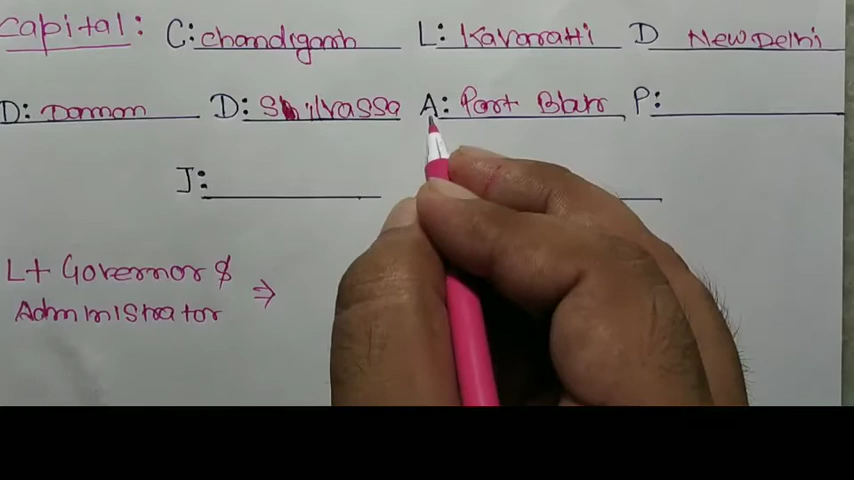 Capital: C: chandigarh L: Kavaratti D New Delhi
D: Daman D: Silvassa A: Port Blair P:
J:
Lt Governor &
Administrator ⇒